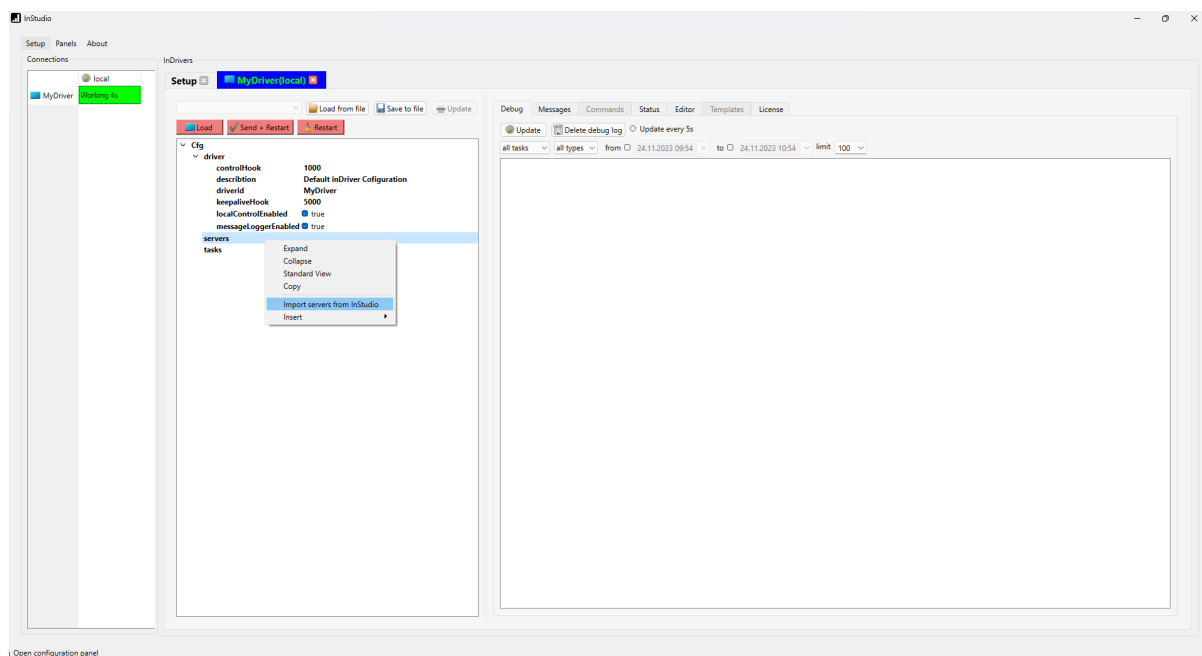 InStudio
Setup Panels About
Connections
InDrivers
local
MyDriver Working 4s
Setup MyDriver(local)
Load from file Save to file Update
Load Send + Restart Restart
Cfg
driver
controlHook 1000
describtion Default inDriver Cofiguration
driverid MyDriver
keepaliveHook 5000
localControlEnabled true
messageLoggerEnabled true
servers
tasks
Expand
Collapse
Standard View
Copy
Import servers from InStudio
Insert
Debug Messages Commands Status Editor Templates License
Update Delete debug log Update every 5s
all tasks all types from 24.11.2023 09:54 to 24.11.2023 10:54 limit 100
Open configuration panel